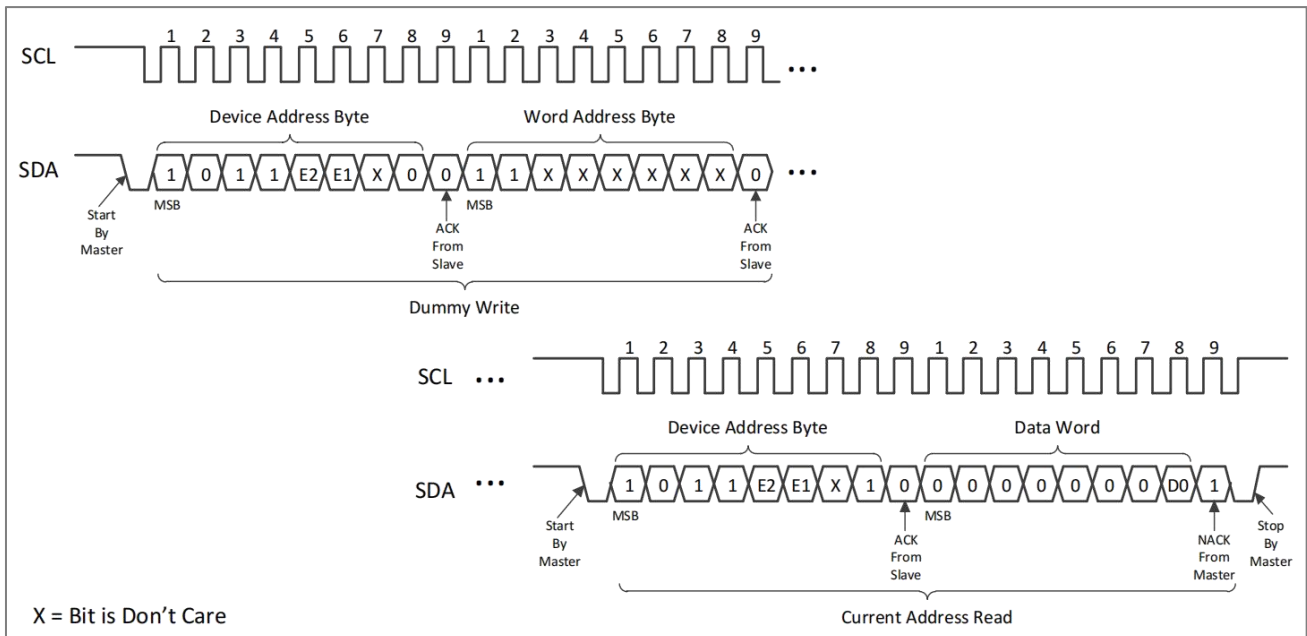 1 2 3 4 5 6 7 8 9 1 2 3 4 5 6 7 8 9
SCL ...
Device Address Byte Word Address Byte
SDA 1 0 1 1 E2 E1 X 0 0 1 1 X X X X X X 0 ...
MSB MSB
Start
By
Master
ACK
From
Slave
ACK
From
Slave
Dummy Write
1 2 3 4 5 6 7 8 9 1 2 3 4 5 6 7 8 9
SCL ...
Device Address Byte Data Word
SDA ... 1 0 1 1 E2 E1 X 1 0 0 0 0 0 0 0 0 D0 1
MSB MSB
Start
By
Master
ACK
From
Slave
NACK
From
Master
Stop
By
Master
Current Address Read
X = Bit is Don't Care